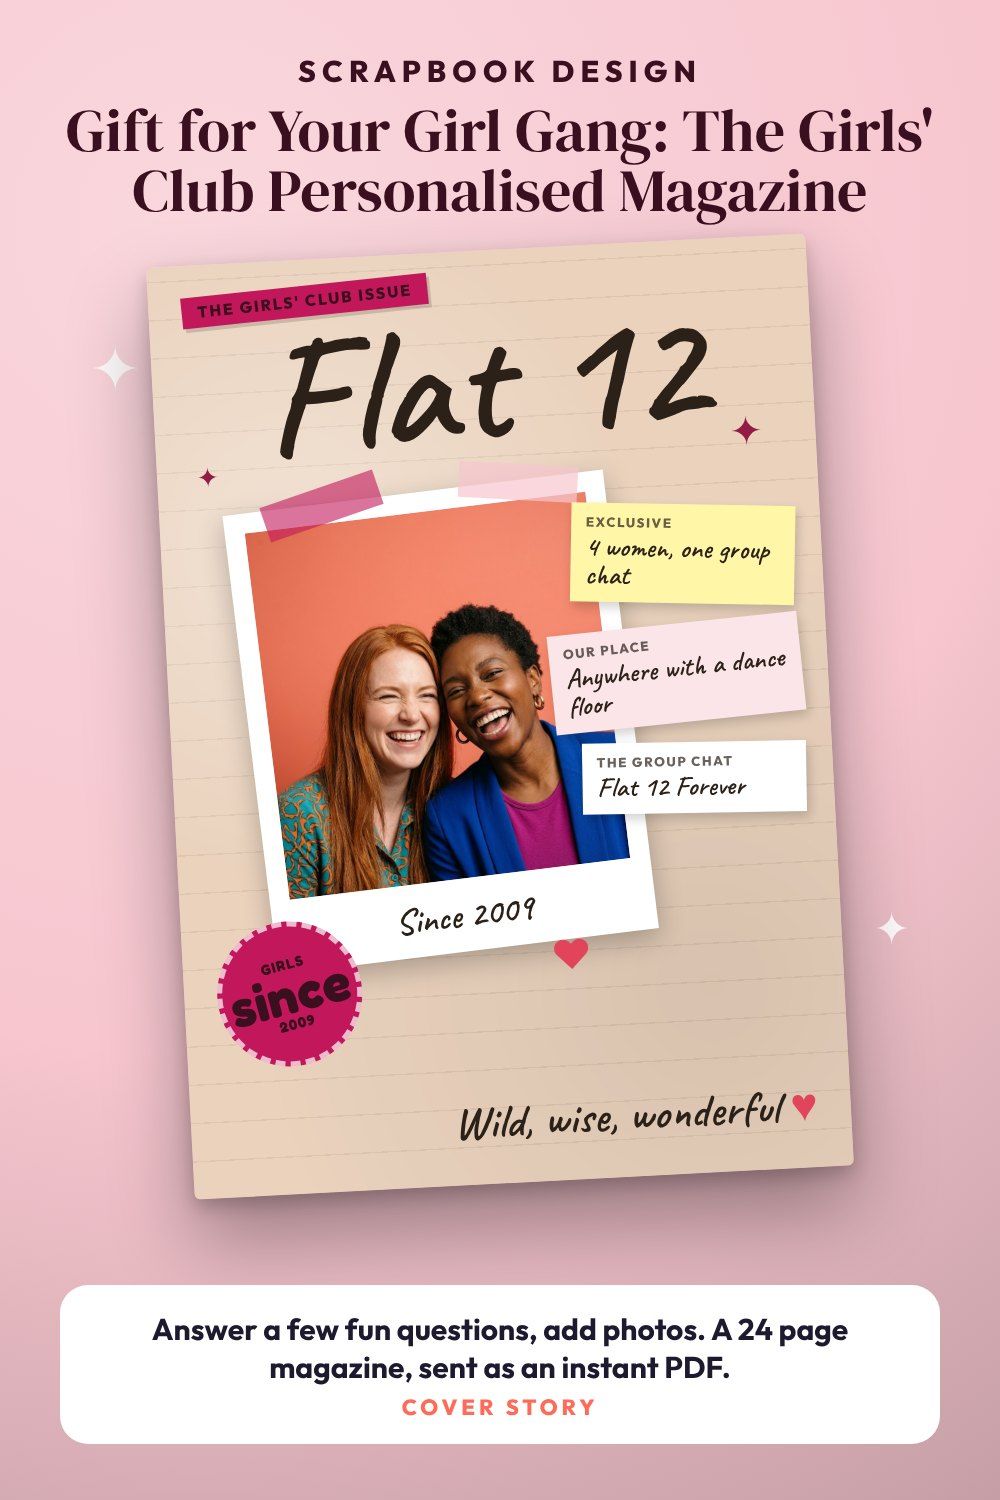 SCRAPBOOK DESIGN
Gift for Your Girl Gang: The Girls'
Club Personalised Magazine
THE GIRLS' CLUB ISSUE
Flat 12
EXCLUSIVE
4 women, one group
chat
OUR PLACE
Anywhere with a dance
floor
THE GROUP CHAT
Flat 12 Forever
Since 2009
GIRLS
since
2009
Wild, wise, wonderful
Answer a few fun questions, add photos. A 24 page
magazine, sent as an instant PDF.
COVER STORY